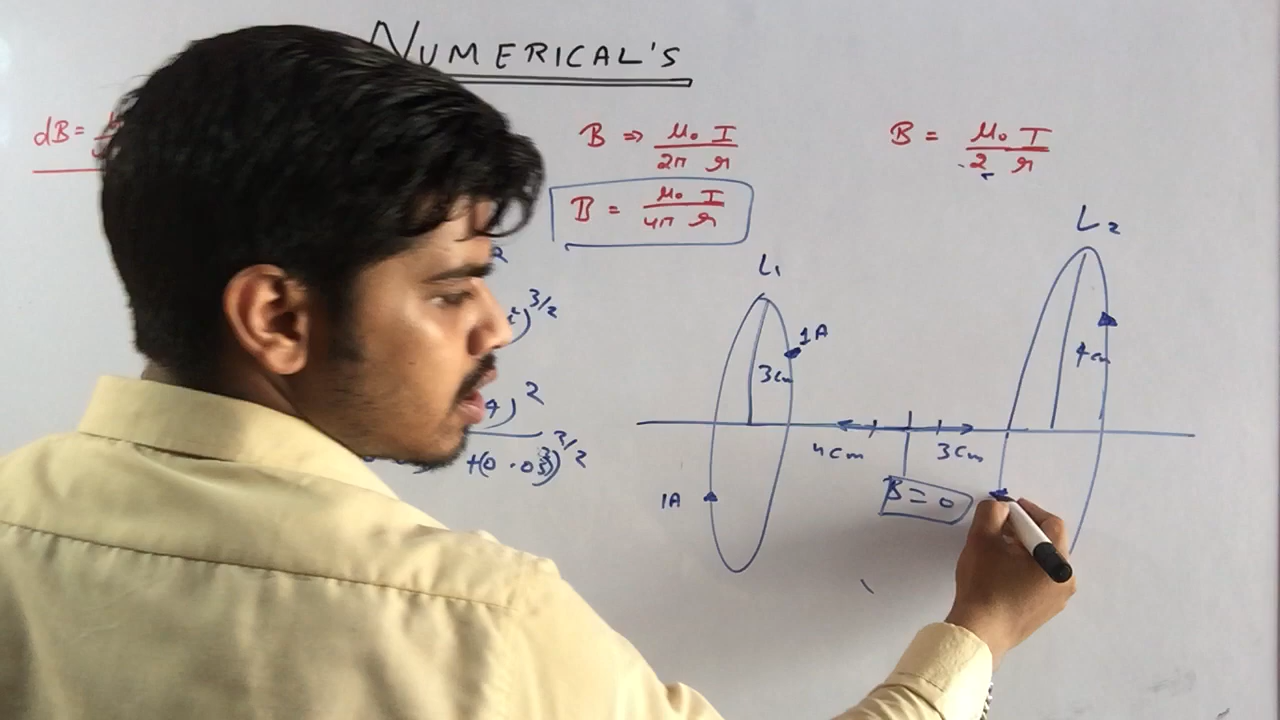 NUMERICAL'S
dB=
B ⇒ μ₀ I / 2π r
B = μ₀ I / 2 r
B = μ₀ I / 4π r
L₁
L₂
)^3/2
1A
3cm
4cm
4cm
3cm
)²
+(0.03)²)^3/2
1A
B = 0